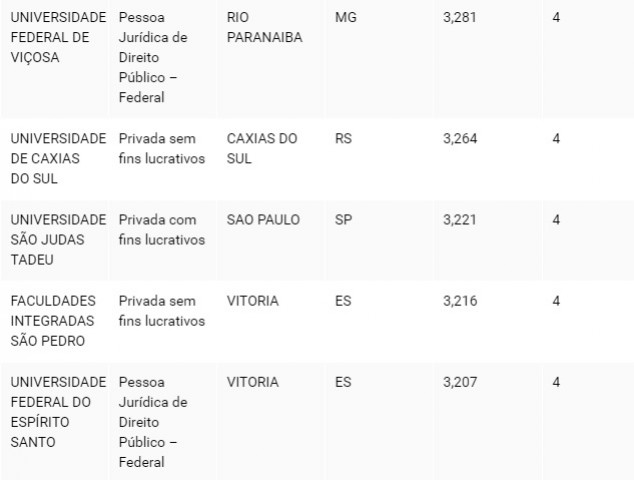 UNIVERSIDADE Pessoa RIO MG 3,281 4
FEDERAL DE Jurídica de PARANAIBA
VIÇOSA Direito
Público –
Federal
UNIVERSIDADE Privada sem CAXIAS DO RS 3,264 4
DE CAXIAS fins lucrativos SUL
DO SUL
UNIVERSIDADE Privada com SAO PAULO SP 3,221 4
SÃO JUDAS fins lucrativos
TADEU
FACULDADES Privada sem VITORIA ES 3,216 4
INTEGRADAS fins lucrativos
SÃO PEDRO
UNIVERSIDADE Pessoa VITORIA ES 3,207 4
FEDERAL DO Jurídica de
ESPÍRITO Direito
SANTO Público –
Federal